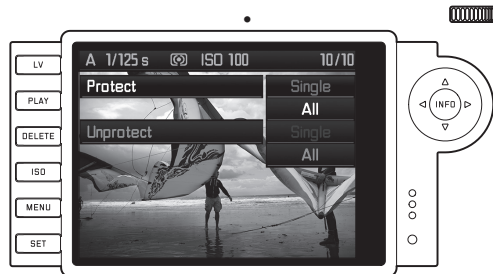 LV
PLAY
DELETE
ISO
MENU
SET
A 1/125 s ISO 100 10/10
Protect Single
All
Unprotect Single
All
INFO